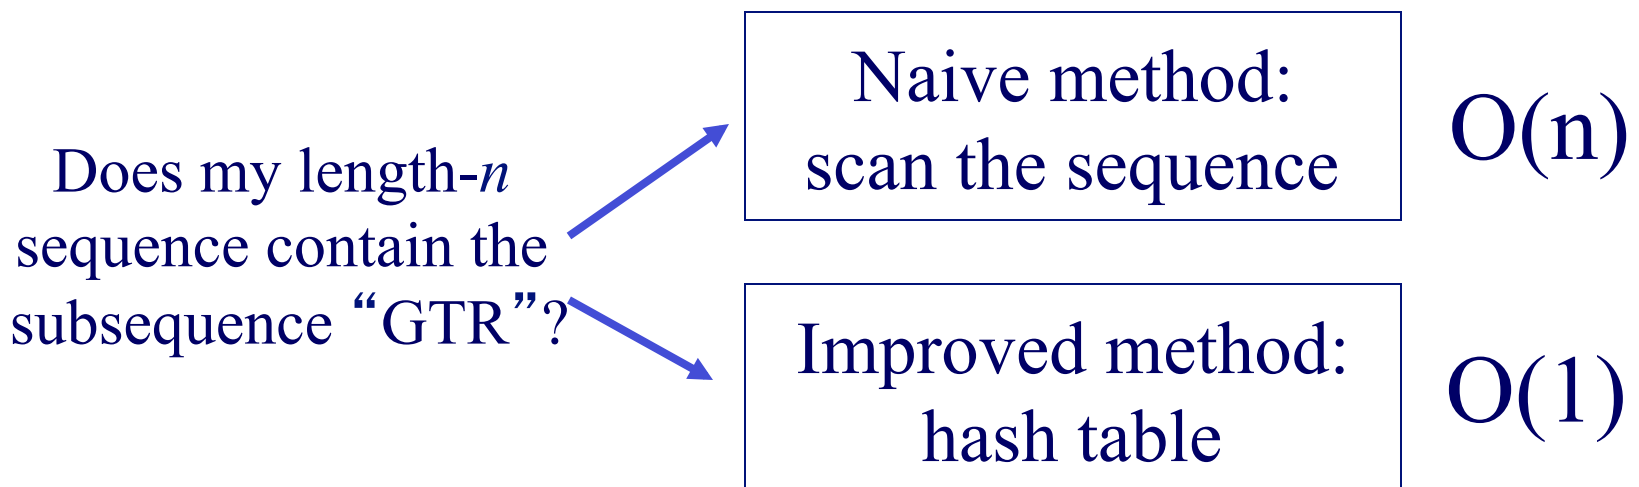 Does my length-n
sequence contain the
subsequence “GTR”?
Naive method:
scan the sequence
O(n)
Improved method:
hash table
O(1)